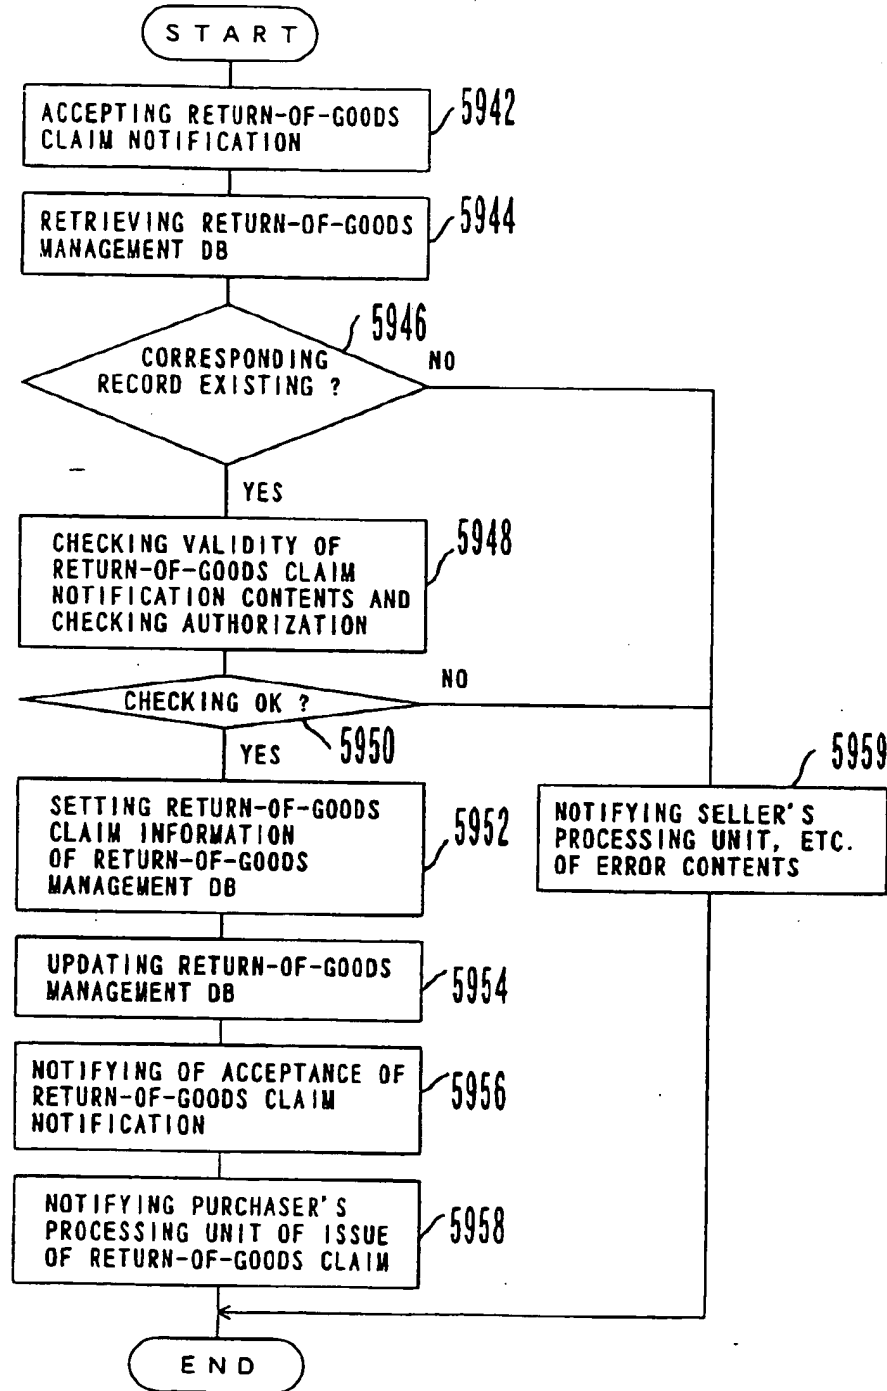 START
ACCEPTING RETURN-OF-GOODS
CLAIM NOTIFICATION
5942
RETRIEVING RETURN-OF-GOODS
MANAGEMENT DB
5944
5946
CORRESPONDING
RECORD EXISTING ?
NO
YES
CHECKING VALIDITY OF
RETURN-OF-GOODS CLAIM
NOTIFICATION CONTENTS AND
CHECKING AUTHORIZATION
5948
CHECKING OK ?
NO
5950
YES
SETTING RETURN-OF-GOODS
CLAIM INFORMATION
OF RETURN-OF-GOODS
MANAGEMENT DB
5952
5959
NOTIFYING SELLER'S
PROCESSING UNIT, ETC.
OF ERROR CONTENTS
UPDATING RETURN-OF-GOODS
MANAGEMENT DB
5954
NOTIFYING OF ACCEPTANCE OF
RETURN-OF-GOODS CLAIM
NOTIFICATION
5956
NOTIFYING PURCHASER'S
PROCESSING UNIT OF ISSUE
OF RETURN-OF-GOODS CLAIM
5958
END